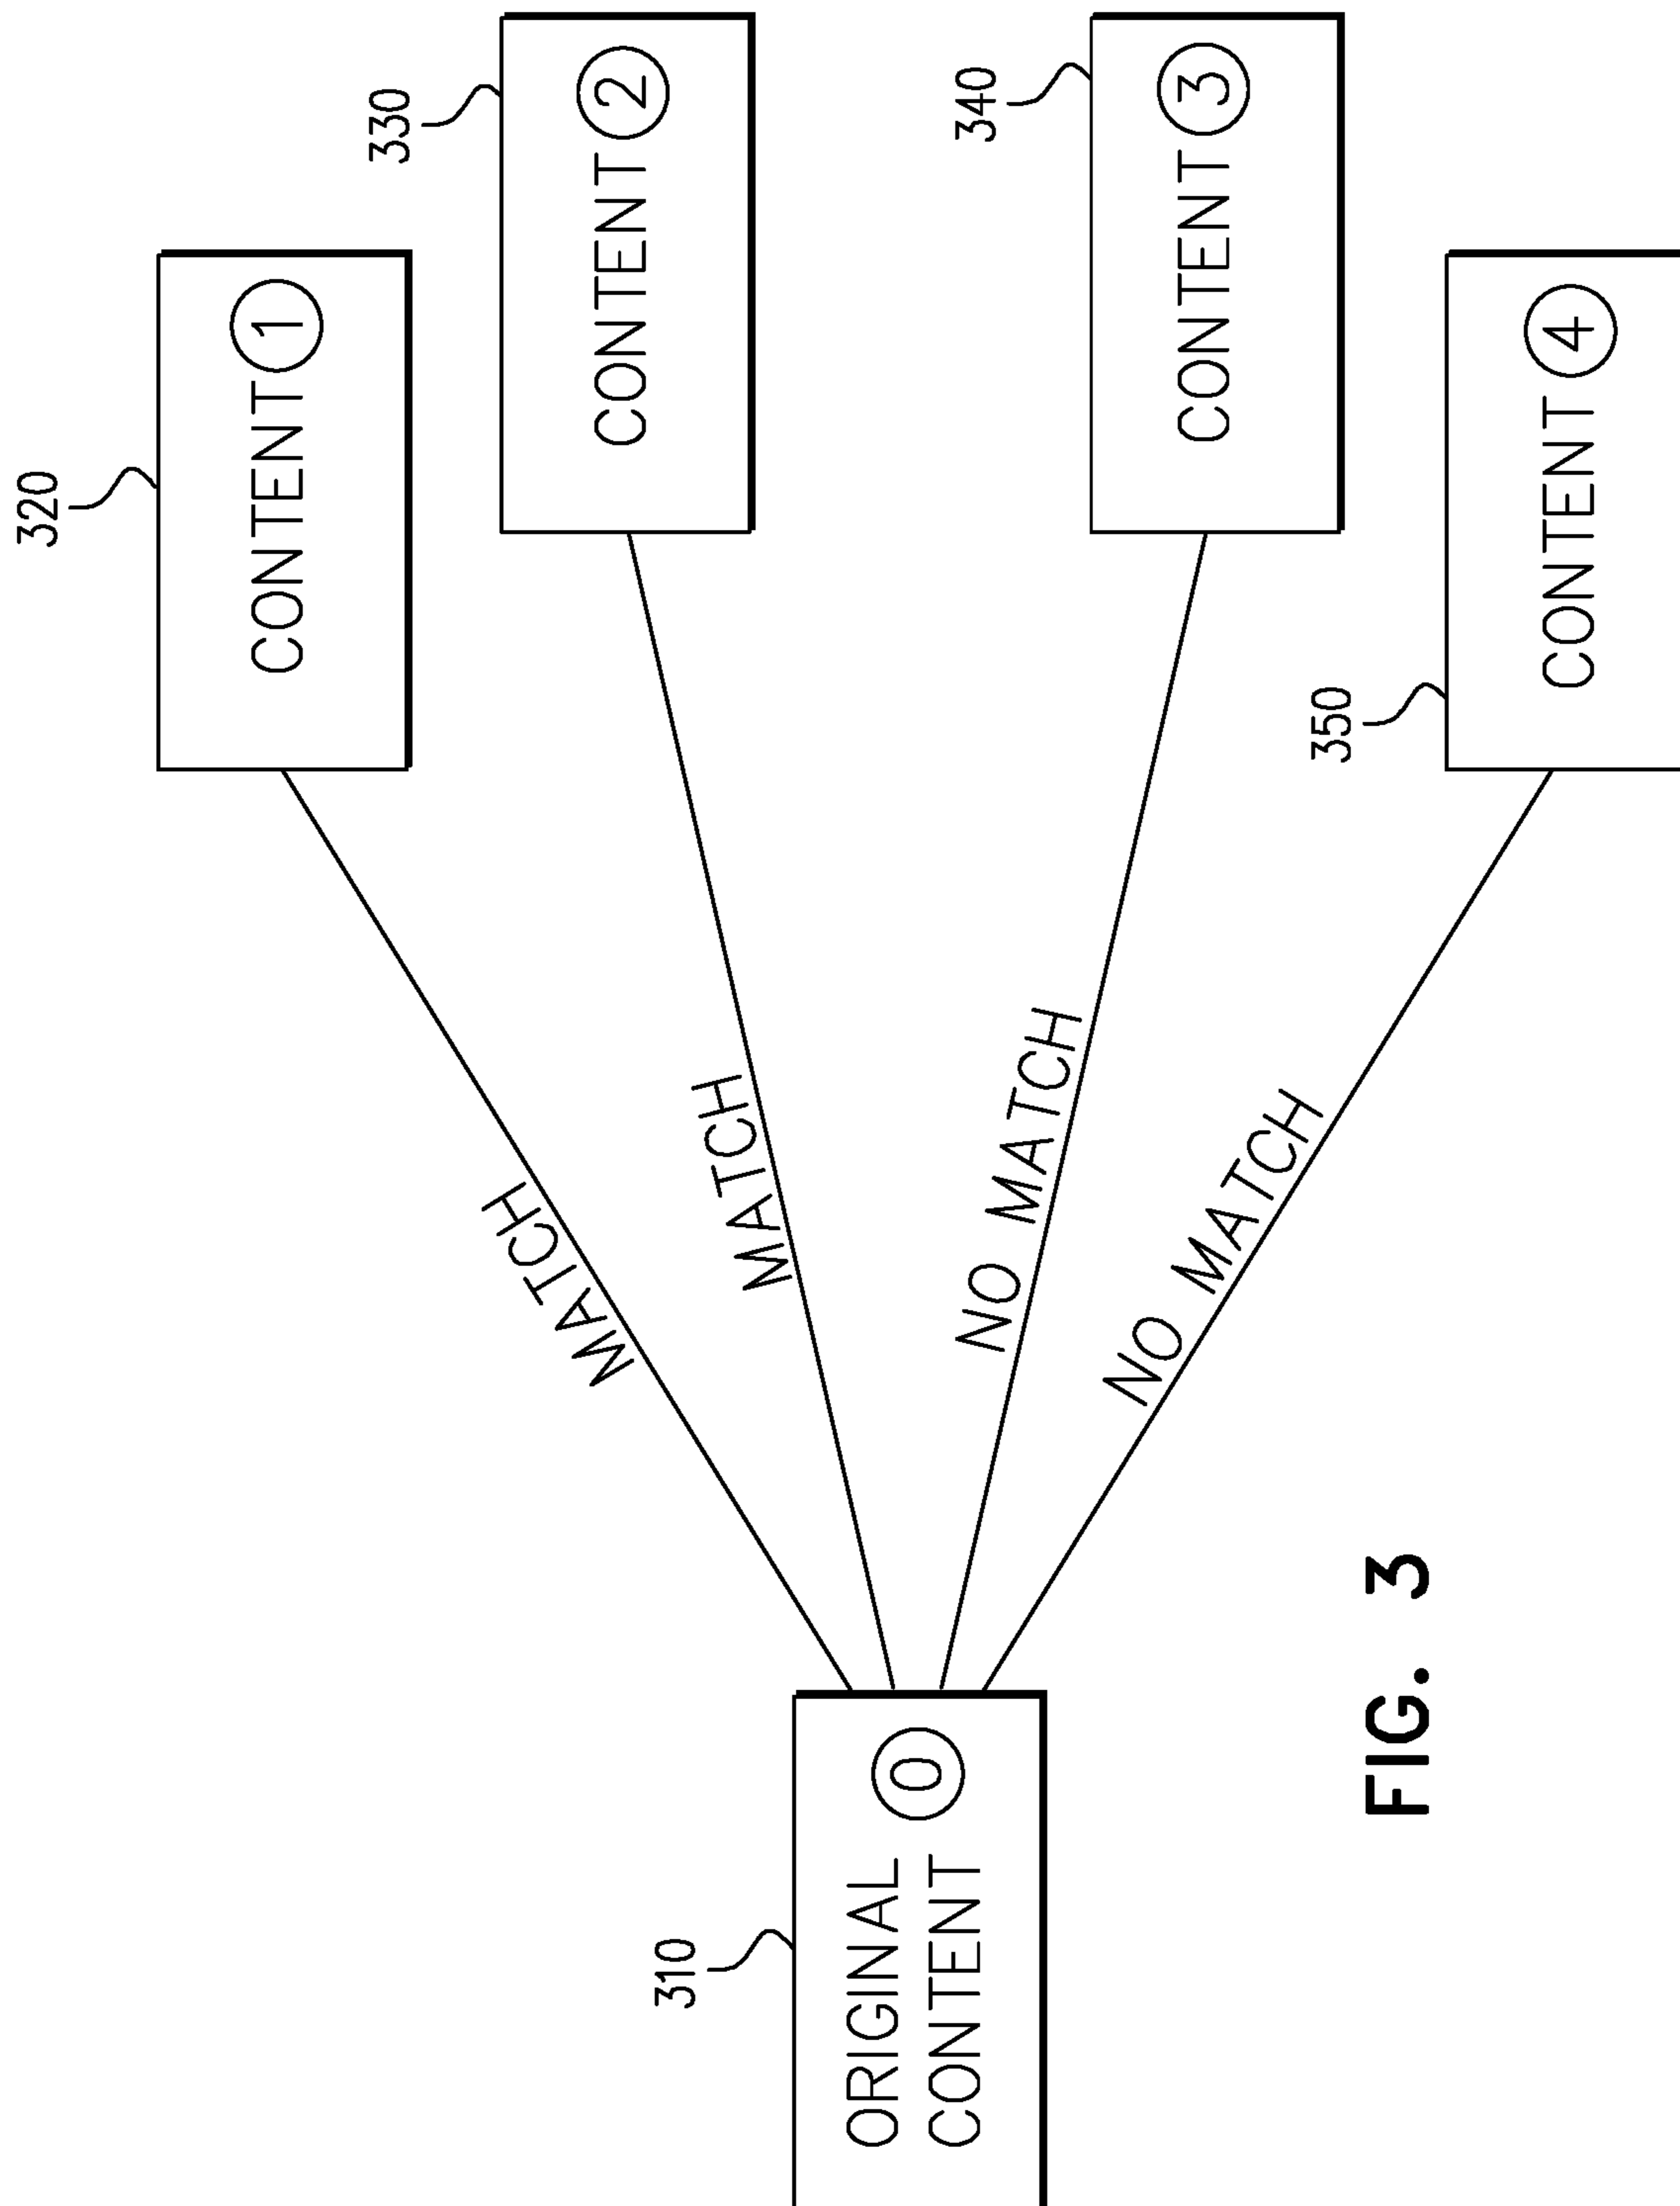 320
CONTENT 1
330
CONTENT 2
MATCH
MATCH
310
ORIGINAL
CONTENT
0
NO MATCH
340
CONTENT 3
NO MATCH
350
CONTENT 4
FIG. 3